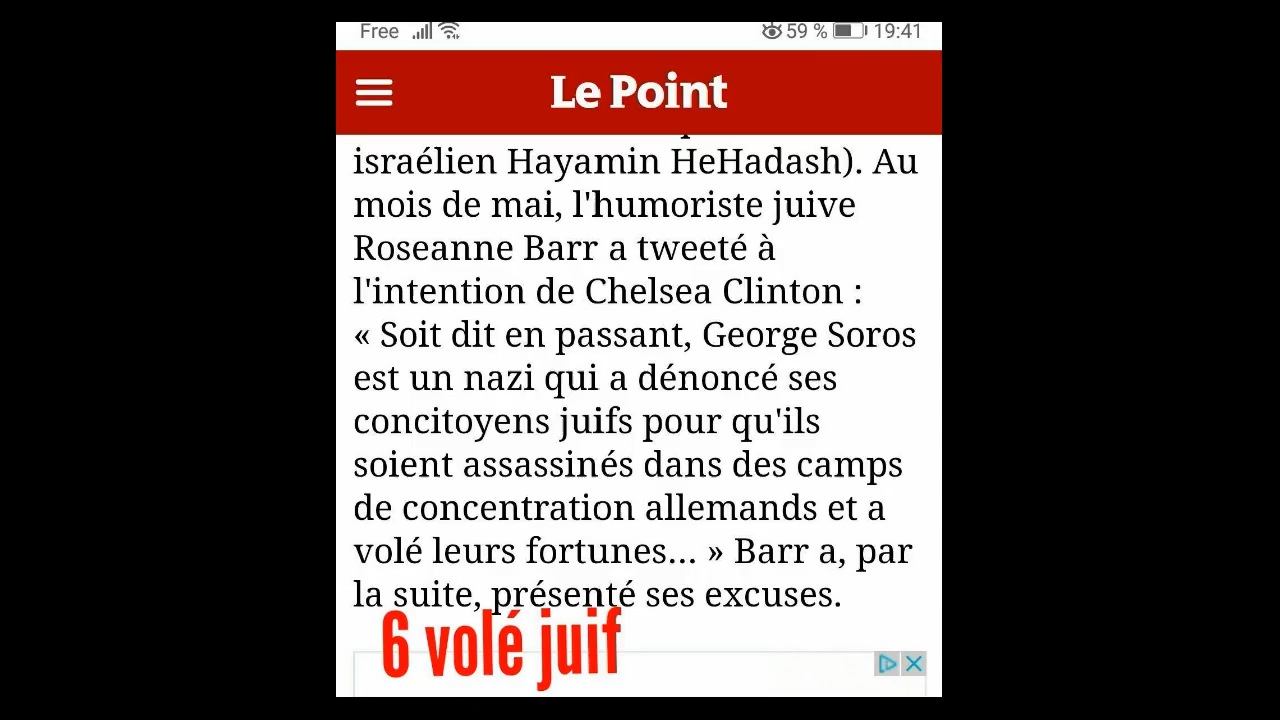 Free 59 % 19:41
Le Point
israélien Hayamin HeHadash). Au
mois de mai, l'humoriste juive
Roseanne Barr a tweeté à
l'intention de Chelsea Clinton :
« Soit dit en passant, George Soros
est un nazi qui a dénoncé ses
concitoyens juifs pour qu'ils
soient assassinés dans des camps
de concentration allemands et a
volé leurs fortunes... » Barr a, par
la suite, présenté ses excuses.
6 volé juif